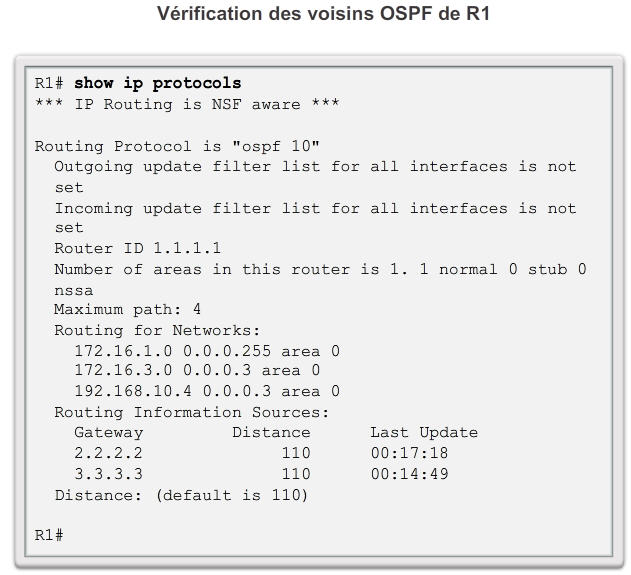 Vérification des voisins OSPF de R1
R1# show ip protocols
*** IP Routing is NSF aware ***
Routing Protocol is "ospf 10"
Outgoing update filter list for all interfaces is not
set
Incoming update filter list for all interfaces is not
set
Router ID 1.1.1.1
Number of areas in this router is 1. 1 normal 0 stub 0
nssa
Maximum path: 4
Routing for Networks:
172.16.1.0 0.0.0.255 area 0
172.16.3.0 0.0.0.3 area 0
192.168.10.4 0.0.0.3 area 0
Routing Information Sources:
Gateway Distance Last Update
2.2.2.2 110 00:17:18
3.3.3.3 110 00:14:49
Distance: (default is 110)
R1#